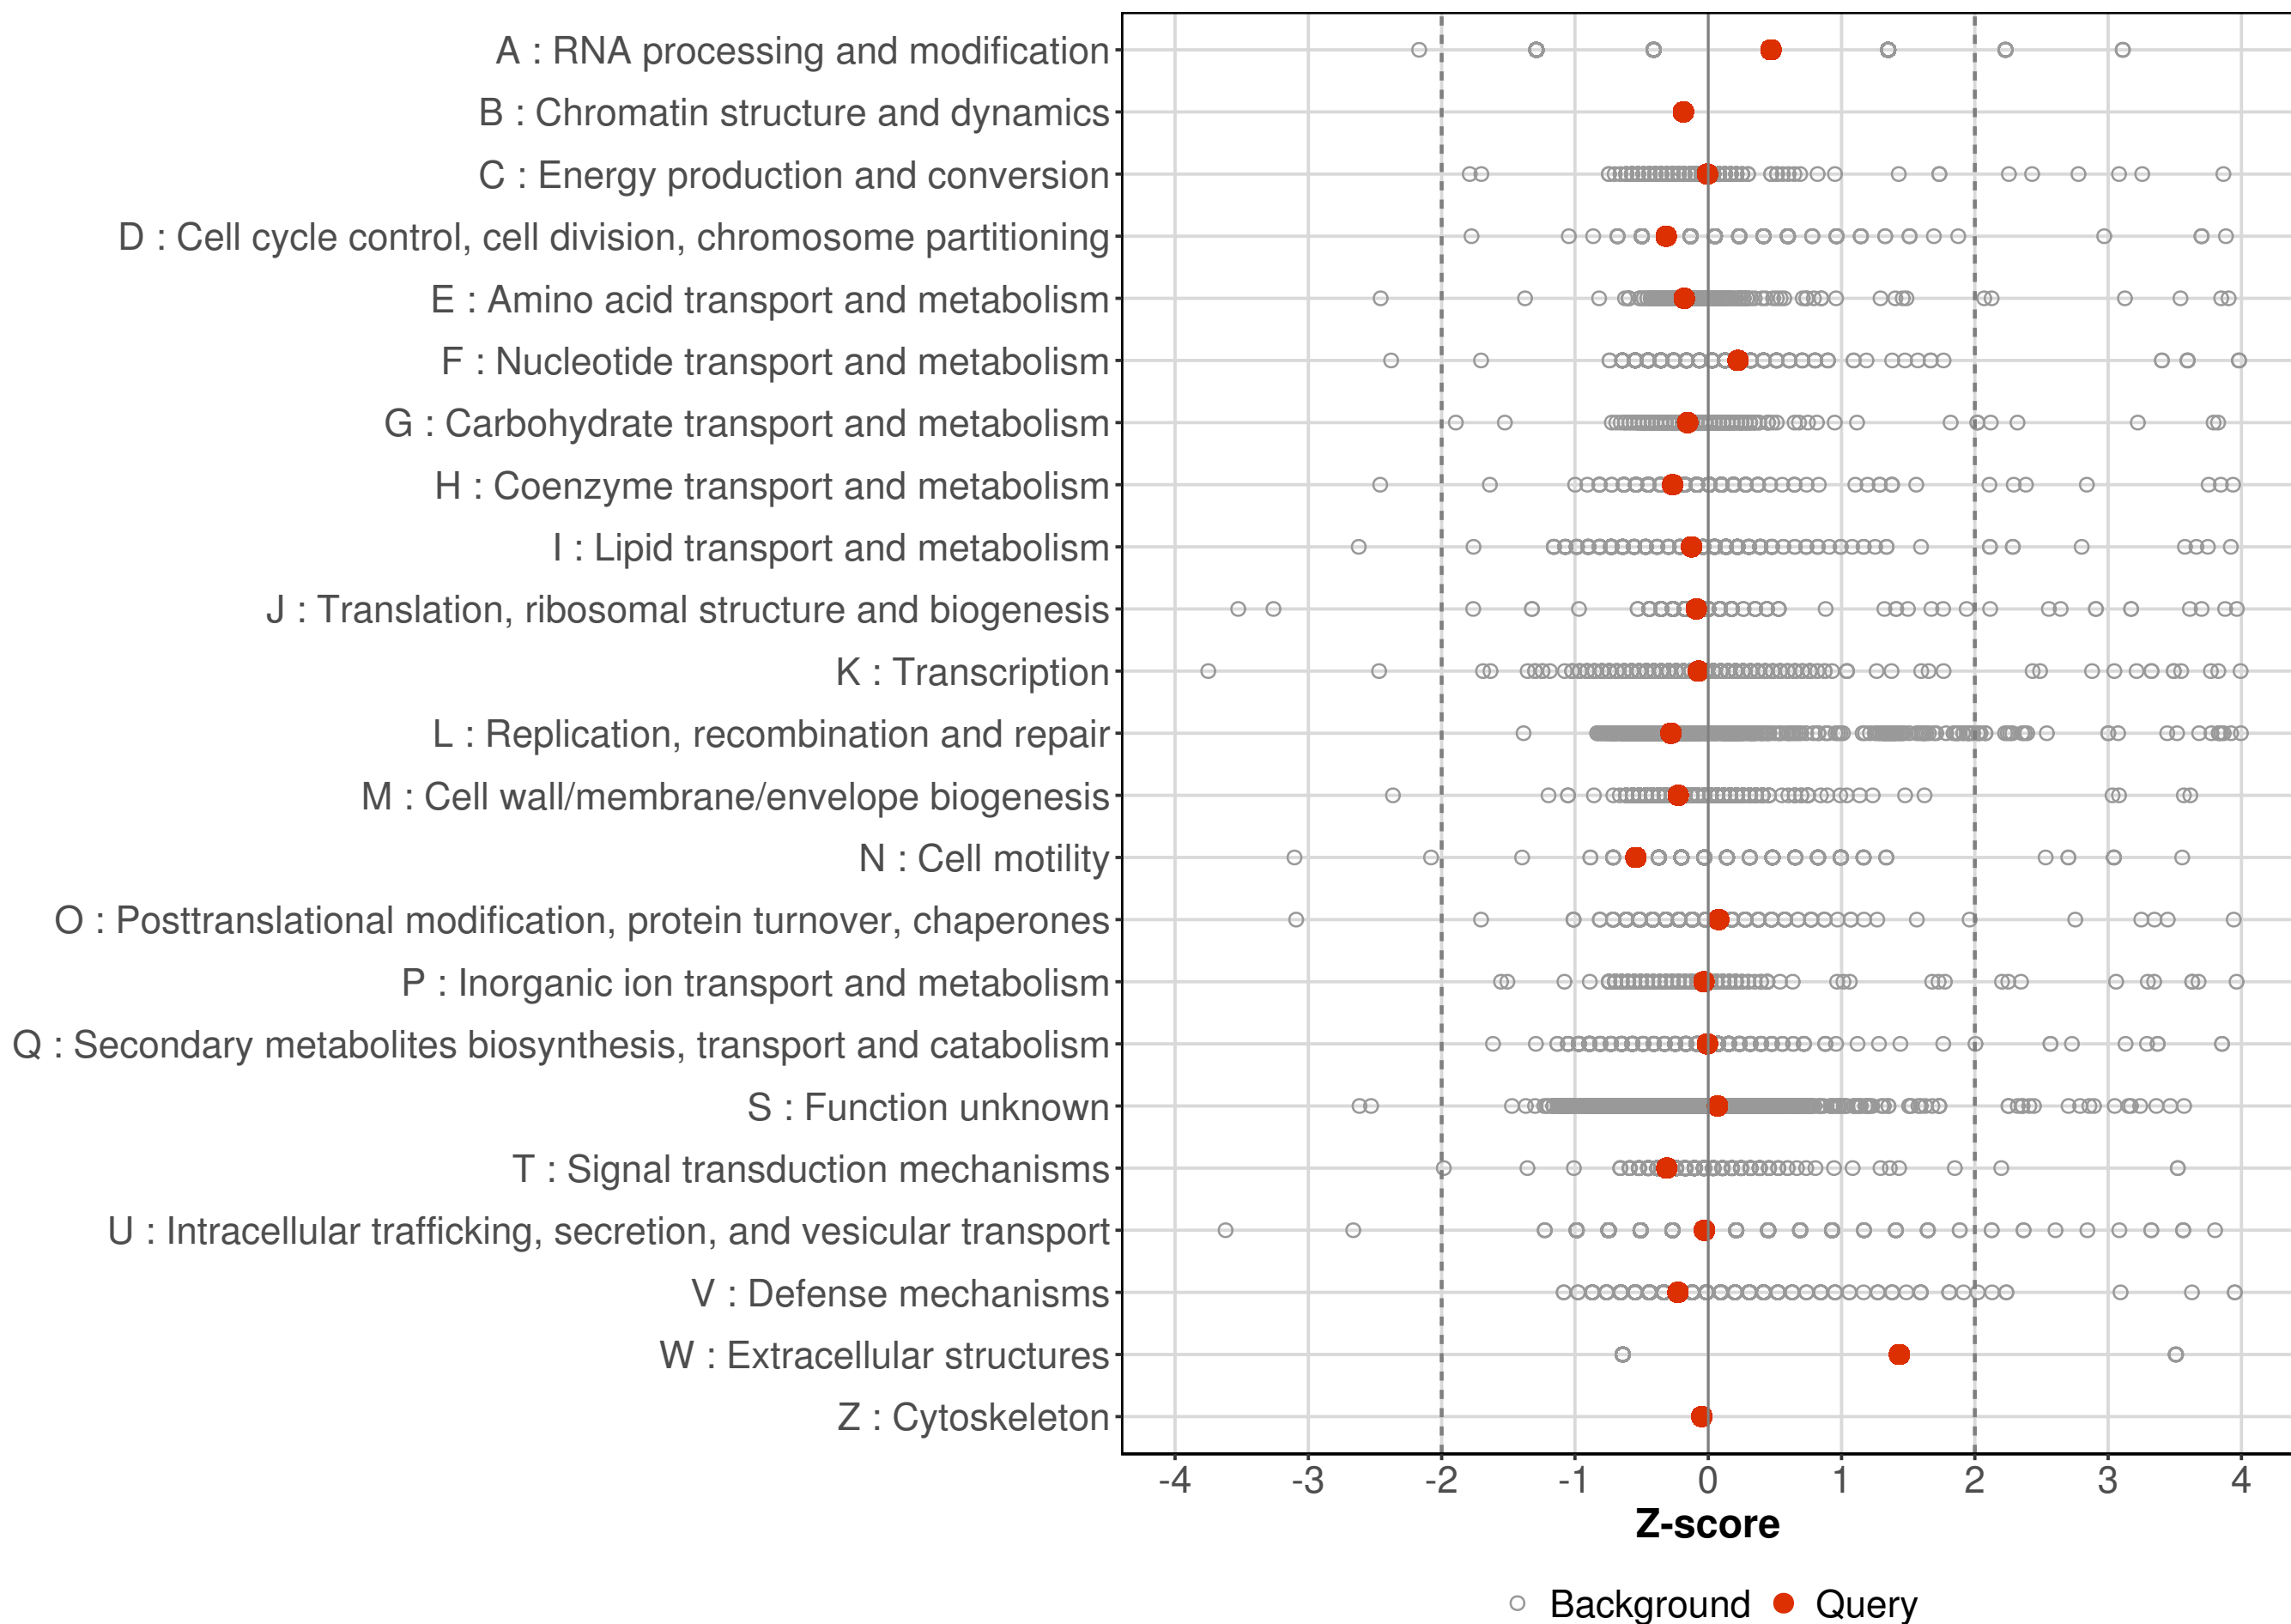 A : RNA processing and modification
B : Chromatin structure and dynamics
C : Energy production and conversion
D : Cell cycle control, cell division, chromosome partitioning
E : Amino acid transport and metabolism
F : Nucleotide transport and metabolism
G : Carbohydrate transport and metabolism
H : Coenzyme transport and metabolism
I : Lipid transport and metabolism
J : Translation, ribosomal structure and biogenesis
K : Transcription
L : Replication, recombination and repair
M : Cell wall/membrane/envelope biogenesis
N : Cell motility
O : Posttranslational modification, protein turnover, chaperones
P : Inorganic ion transport and metabolism
Q : Secondary metabolites biosynthesis, transport and catabolism
S : Function unknown
T : Signal transduction mechanisms
U : Intracellular trafficking, secretion, and vesicular transport
V : Defense mechanisms
W : Extracellular structures
Z : Cytoskeleton
-4 -3 -2 -1 0 1 2 3 4
Z-score
Background Query